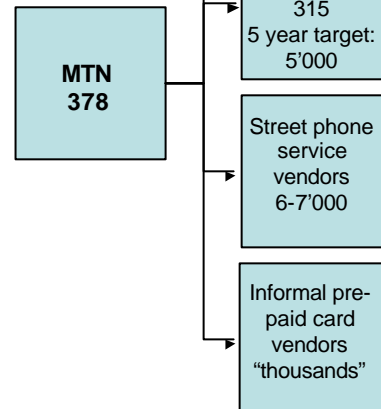 MTN
378
315
5 year target:
5’000
Street phone
service
vendors
6-7’000
Informal pre-
paid card
vendors
“thousands”